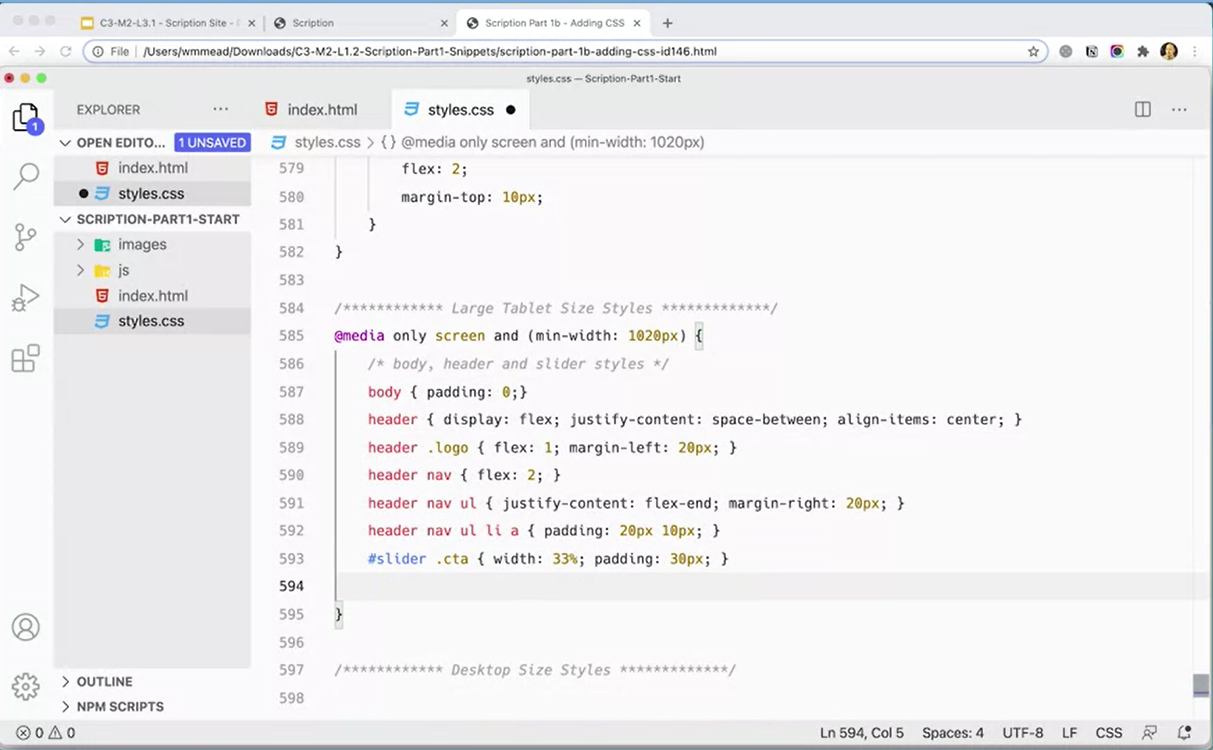 C3-M2-L3.1 - Scription Site -
Scription
Scription Part 1b - Adding CSS
File | /Users/wmmead/Downloads/C3-M2-L1.2-Scription-Part1-Snippets/scription-part-1b-adding-css-id146.html
styles.css — Scription-Part1-Start
EXPLORER
index.html
styles.css
1
OPEN EDITO...
1 UNSAVED
styles.css > {} @media only screen and (min-width: 1020px)
index.html
styles.css
SCRIPTION-PART1-START
images
js
index.html
styles.css
579 flex: 2;
580 margin-top: 10px;
581 }
582 }
583
584 /************ Large Tablet Size Styles *************/
585 @media only screen and (min-width: 1020px) {
586 /* body, header and slider styles */
587 body { padding: 0;}
588 header { display: flex; justify-content: space-between; align-items: center; }
589 header .logo { flex: 1; margin-left: 20px; }
590 header nav { flex: 2; }
591 header nav ul { justify-content: flex-end; margin-right: 20px; }
592 header nav ul li a { padding: 20px 10px; }
593 #slider .cta { width: 33%; padding: 30px; }
594
595 }
596
597 /************ Desktop Size Styles *************/
598
OUTLINE
NPM SCRIPTS
0 0
Ln 594, Col 5 Spaces: 4 UTF-8 LF CSS